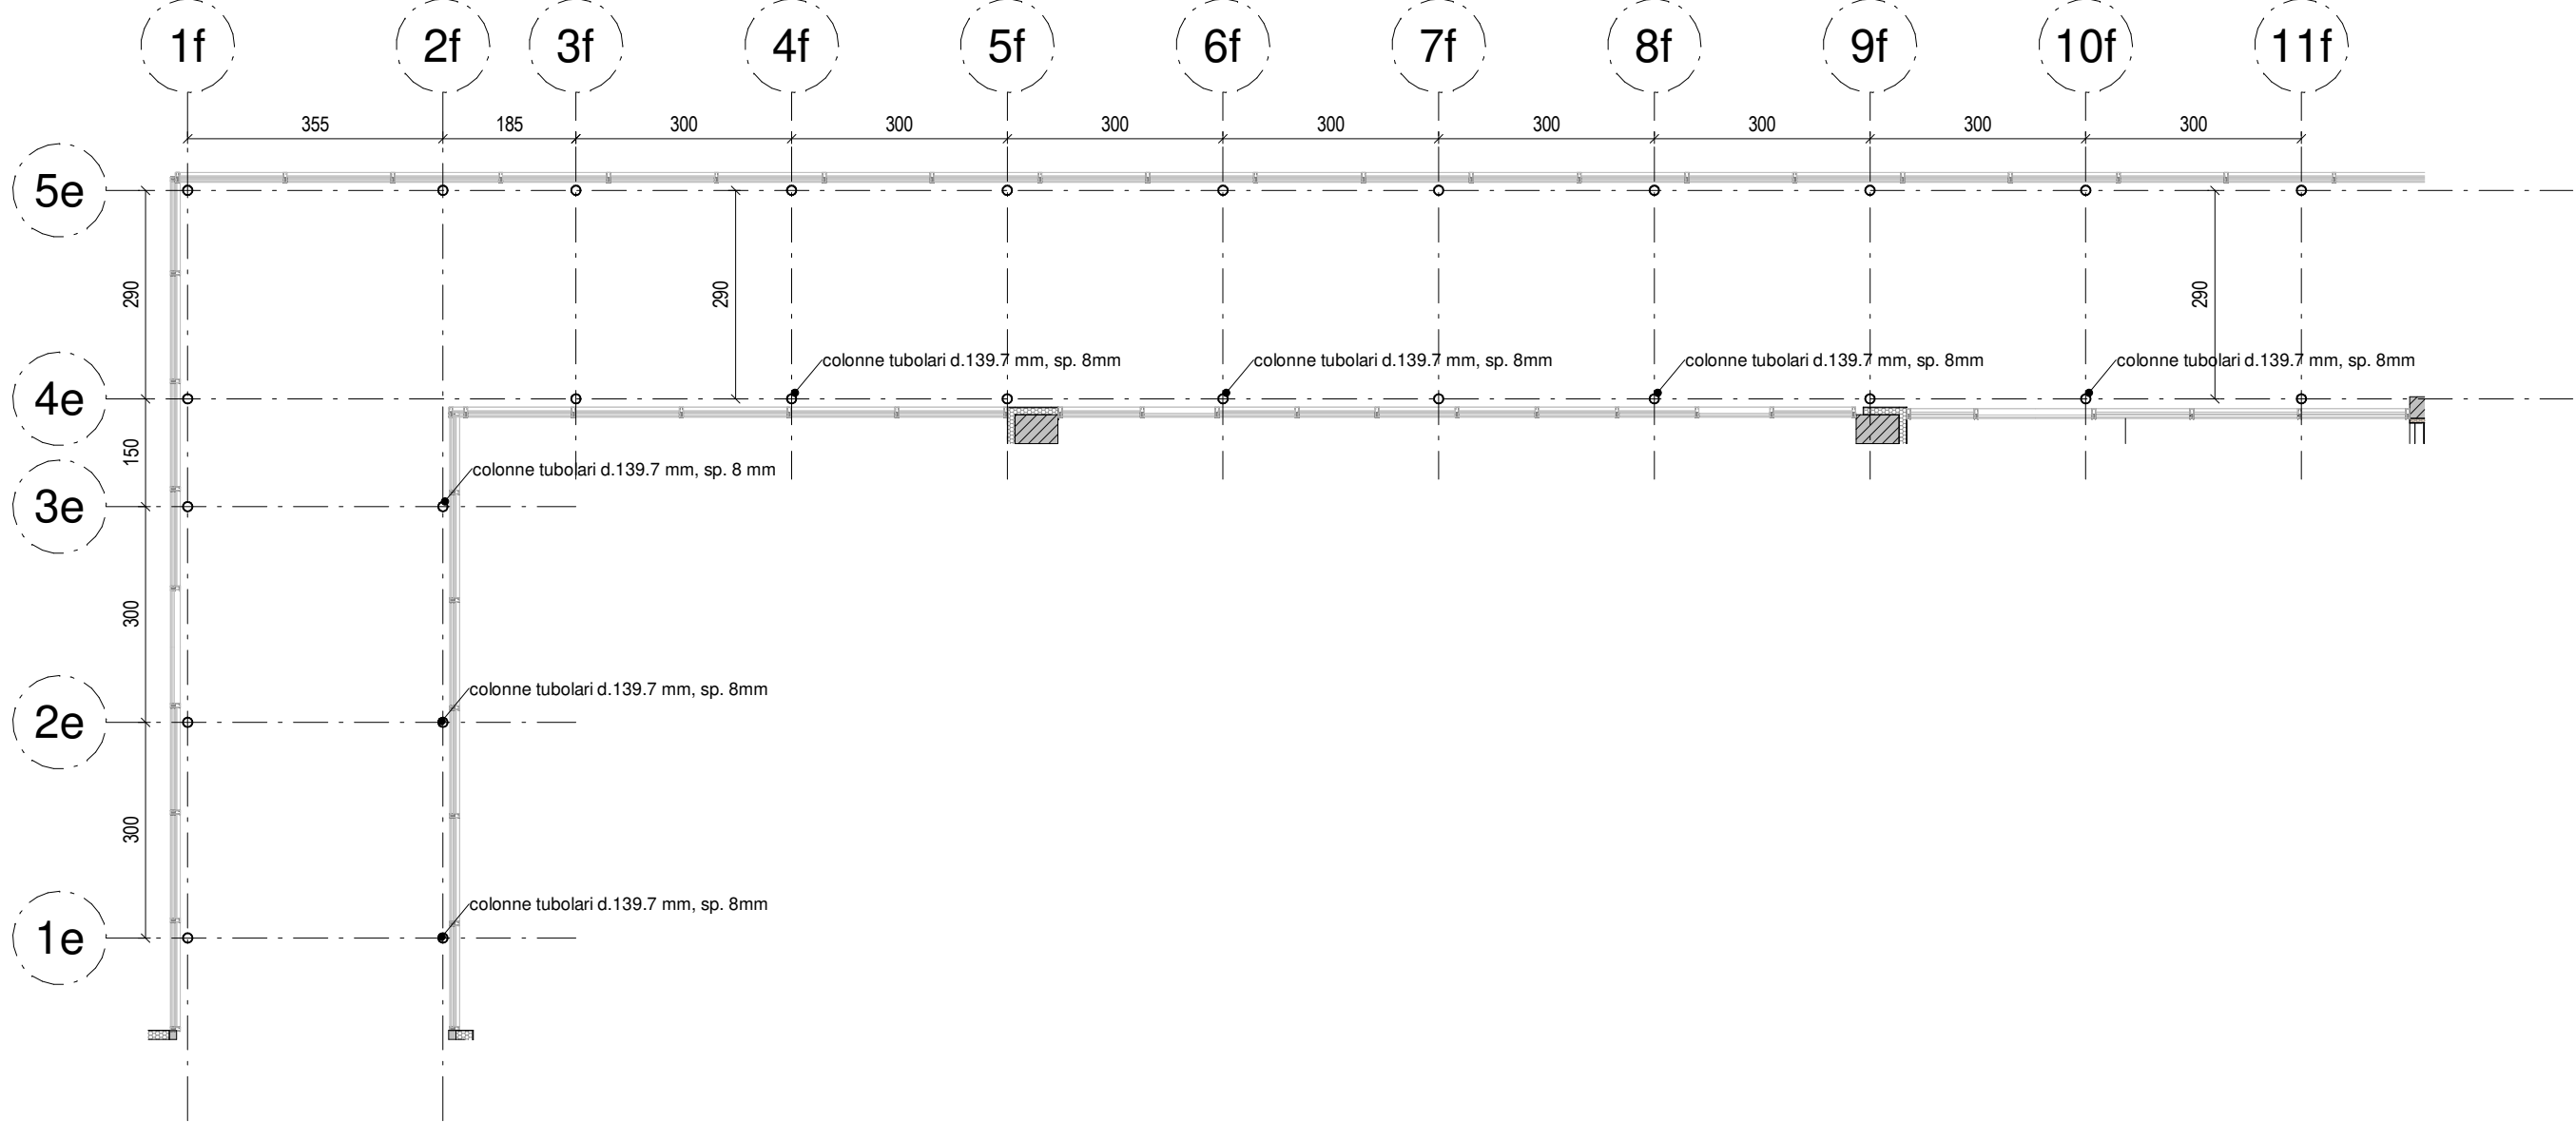 1f 2f 3f 4f 5f 6f 7f 8f 9f 10f 11f
355 185 300 300 300 300 300 300 300 300
5e
290 290 290
colonne tubolari d.139.7 mm, sp. 8mm
colonne tubolari d.139.7 mm, sp. 8mm
colonne tubolari d.139.7 mm, sp. 8mm
colonne tubolari d.139.7 mm, sp. 8mm
4e
150
colonne tubolari d.139.7 mm, sp. 8 mm
3e
300
colonne tubolari d.139.7 mm, sp. 8mm
2e
300
colonne tubolari d.139.7 mm, sp. 8mm
1e